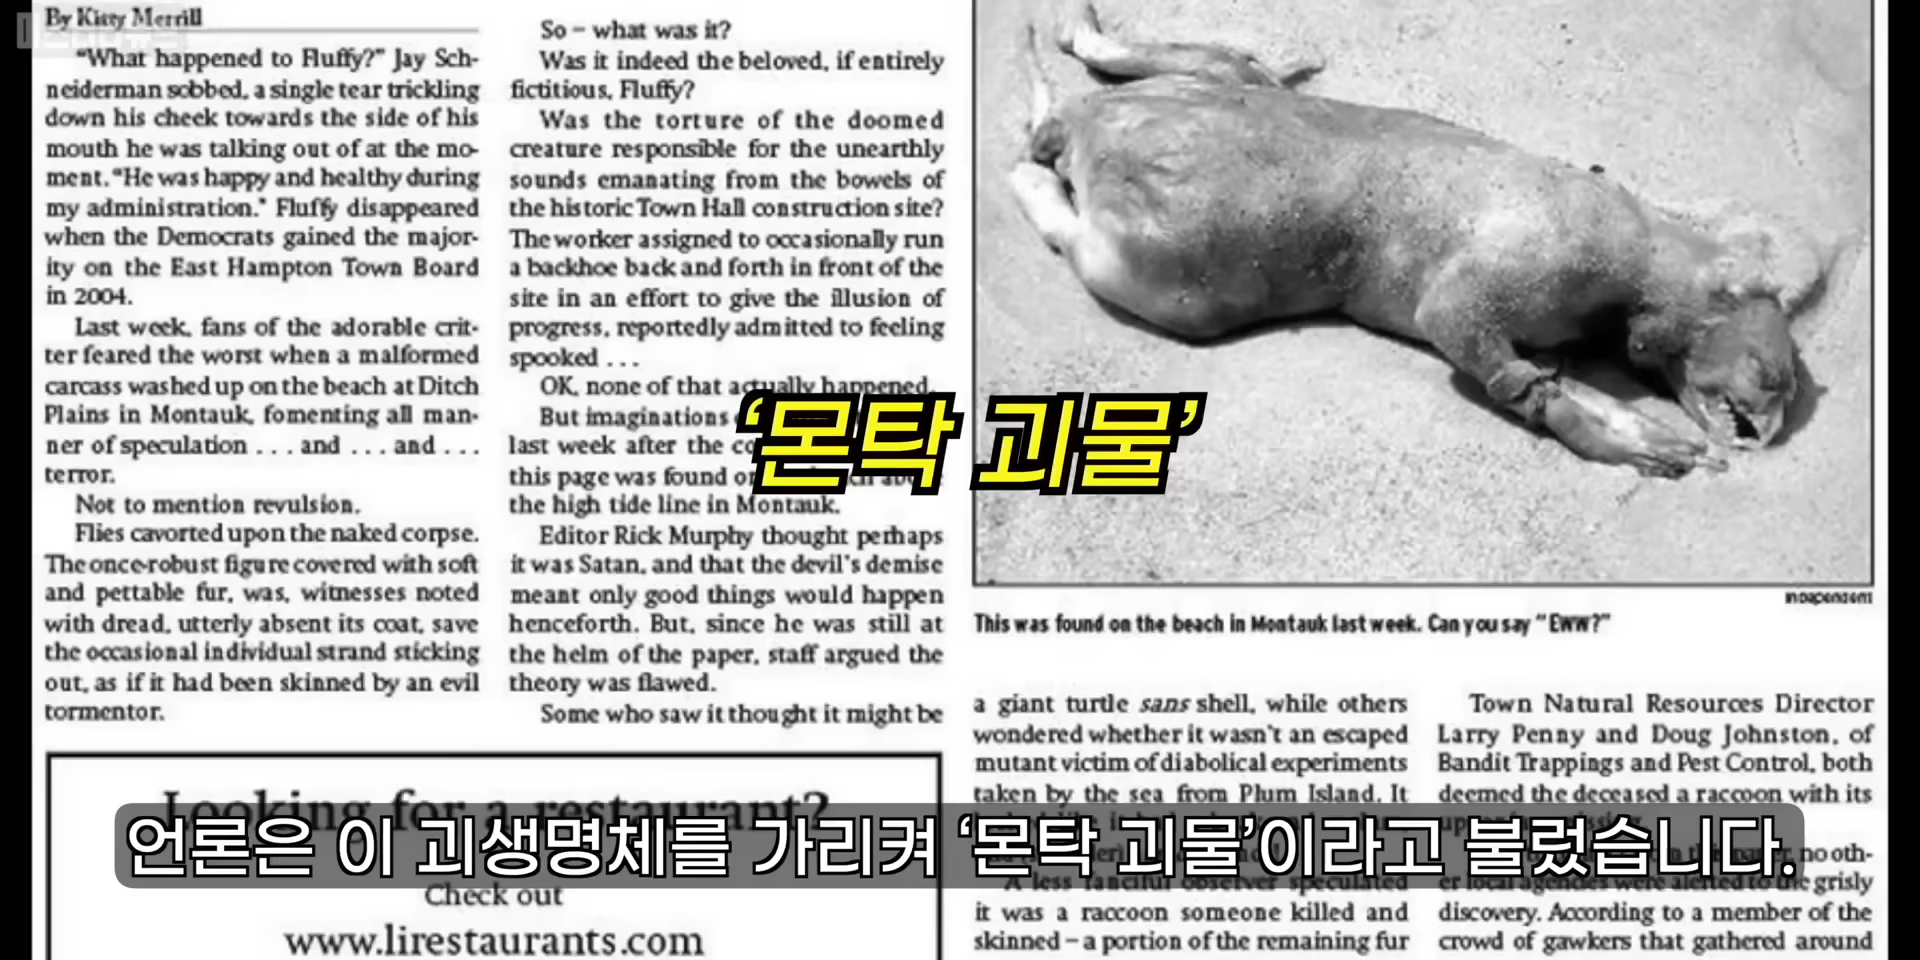 By Kitty Merrill
"What happened to Fluffy?" Jay Sch-
neiderman sobbed, a single tear trickling
down his cheek towards the side of his
mouth he was talking out of at the mo-
ment. "He was happy and healthy during
my administration." Fluffy disappeared
when the Democrats gained the major-
ity on the East Hampton Town Board
in 2004.
Last week, fans of the adorable crit-
ter feared the worst when a malformed
carcass washed up on the beach at Ditch
Plains in Montauk, fomenting all man-
ner of speculation . . . and . . . and . . .
terror.
Not to mention revulsion.
Flies cavorted upon the naked corpse.
The once-robust figure covered with soft
and pettable fur, was, witnesses noted
with dread, utterly absent its coat, save
the occasional individual strand sticking
out, as if it had been skinned by an evil
tormentor.
So – what was it?
Was it indeed the beloved, if entirely
fictitious, Fluffy?
Was the torture of the doomed
creature responsible for the unearthly
sounds emanating from the bowels of
the historic Town Hall construction site?
The worker assigned to occasionally run
a backhoe back and forth in front of the
site in an effort to give the illusion of
progress, reportedly admitted to feeling
spooked . . .
OK, none of that actually happened.
But imaginations
last week after the
this page was found
the high tide line in Montauk.
Editor Rick Murphy thought perhaps
it was Satan, and that the devil's demise
meant only good things would happen
henceforth. But, since he was still at
the helm of the paper, staff argued the
theory was flawed.
Some who saw it thought it might be
'몬탁 괴물'
Independent
This was found on the beach in Montauk last week. Can you say "Eww?"
a giant turtle sans shell, while others
wondered whether it wasn't an escaped
mutant victim of diabolical experiments
taken by the sea from Plum Island. It
A less fanciful observer speculated
it was a raccoon someone killed and
skinned – a portion of the remaining fur
Town Natural Resources Director
Larry Penny and Doug Johnston, of
Bandit Trappings and Pest Control, both
deemed the deceased a raccoon with its
no oth-
er local agencies were alerted to the grisly
discovery. According to a member of the
crowd of gawkers that gathered around
Looking for a restaurant?
언론은 이 괴생명체를 가리켜 '몬탁 괴물'이라고 불렀습니다.
Check out
www.lirestaurants.com